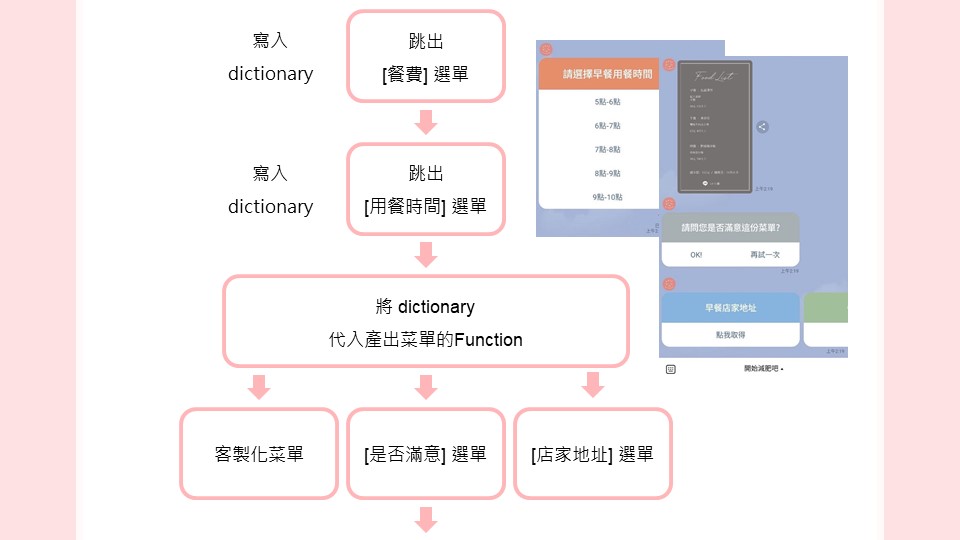 寫入
dictionary
跳出
[餐費] 選單
寫入
dictionary
跳出
[用餐時間] 選單
將 dictionary
代入產出菜單的Function
客製化菜單
[是否滿意] 選單
[店家地址] 選單
請選擇早餐用餐時間
5點-6點
6點-7點
7點-8點
8點-9點
9點-10點
Food List
請問您是否滿意這份菜單?
OK!
再試一次
早餐店家地址
點我取得
開始減肥吧